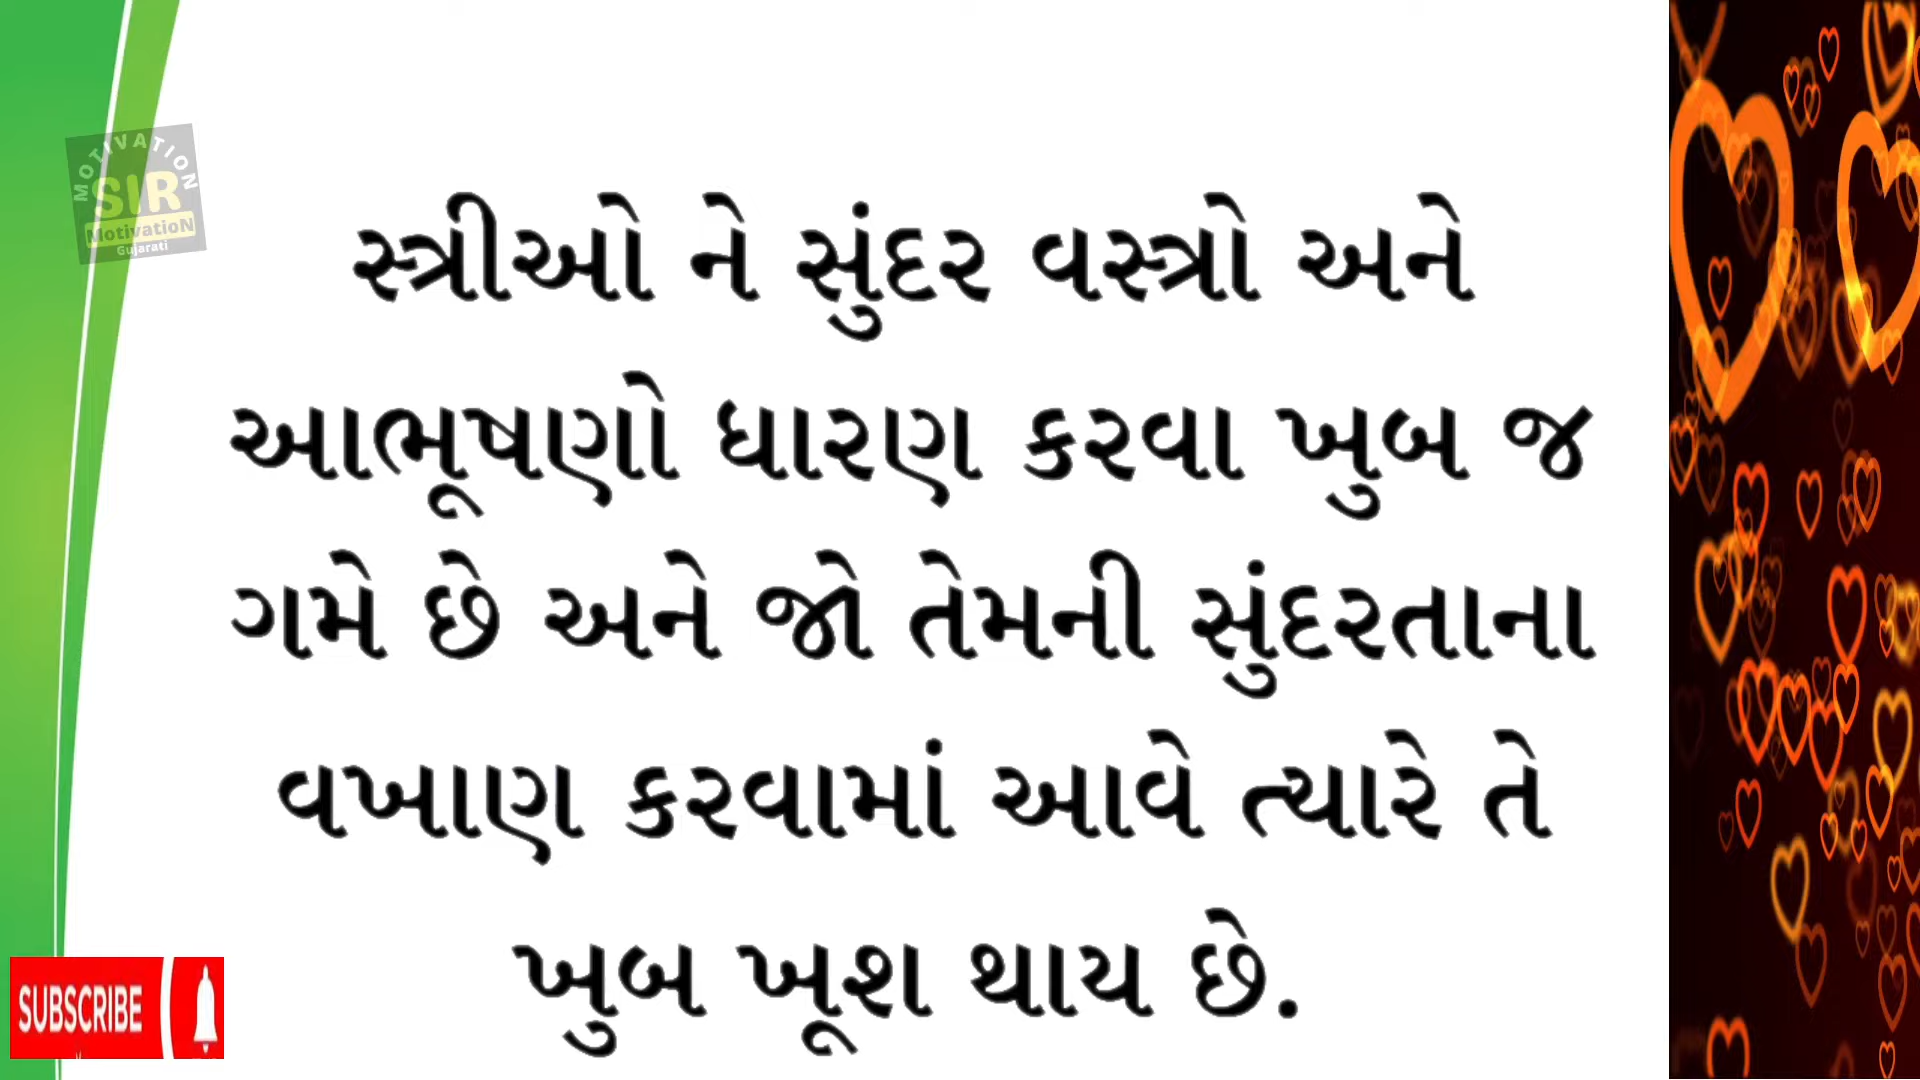 MOTIVATION
SIR
MotivatioN
Gujarati
સ્ત્રીઓ ને સુંદર વસ્ત્રો અને
આભૂષણો ધારણ કરવા ખુબ જ
ગમે છે અને જો તેમની સુંદરતાના
વખાણ કરવામાં આવે ત્યારે તે
ખુબ ખૂશ થાય છે.
SUBSCRIBE